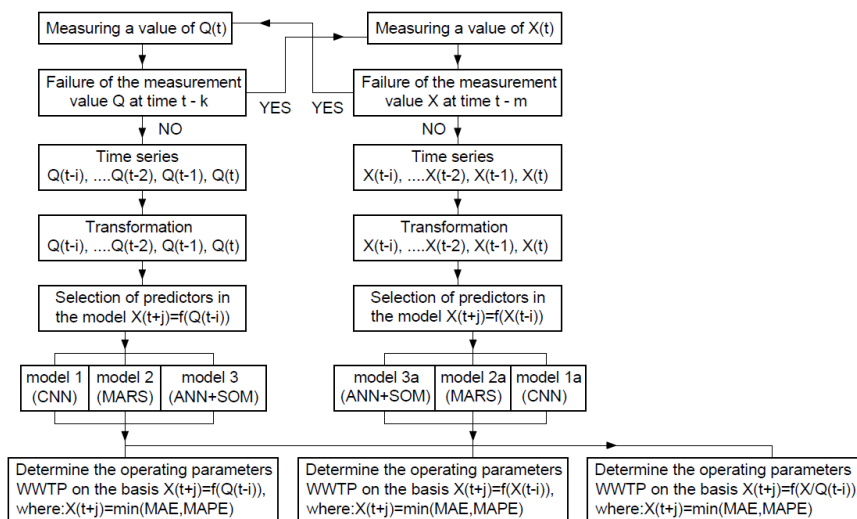 Measuring a value of Q(t)
Measuring a value of X(t)
Failure of the measurement
value Q at time t - k
YES
YES
Failure of the measurement
value X at time t - m
NO
NO
Time series
Q(t-i), ....Q(t-2), Q(t-1), Q(t)
Time series
X(t-i), ....X(t-2), X(t-1), X(t)
Transformation
Q(t-i), ....Q(t-2), Q(t-1), Q(t)
Transformation
X(t-i), ....X(t-2), X(t-1), X(t)
Selection of predictors in
the model X(t+j)=f(Q(t-i))
Selection of predictors in
the model X(t+j)=f(X(t-i))
model 1
(CNN)
model 2
(MARS)
model 3
(ANN+SOM)
model 3a
(ANN+SOM)
model 2a
(MARS)
model 1a
(CNN)
Determine the operating parameters
WWTP on the basis X(t+j)=f(Q(t-i)),
where:X(t+j)=min(MAE,MAPE)
Determine the operating parameters
WWTP on the basis X(t+j)=f(X(t-i)),
where:X(t+j)=min(MAE,MAPE)
Determine the operating parameters
WWTP on the basis X(t+j)=f(X/Q(t-i))
where:X(t+j)=min(MAE,MAPE)